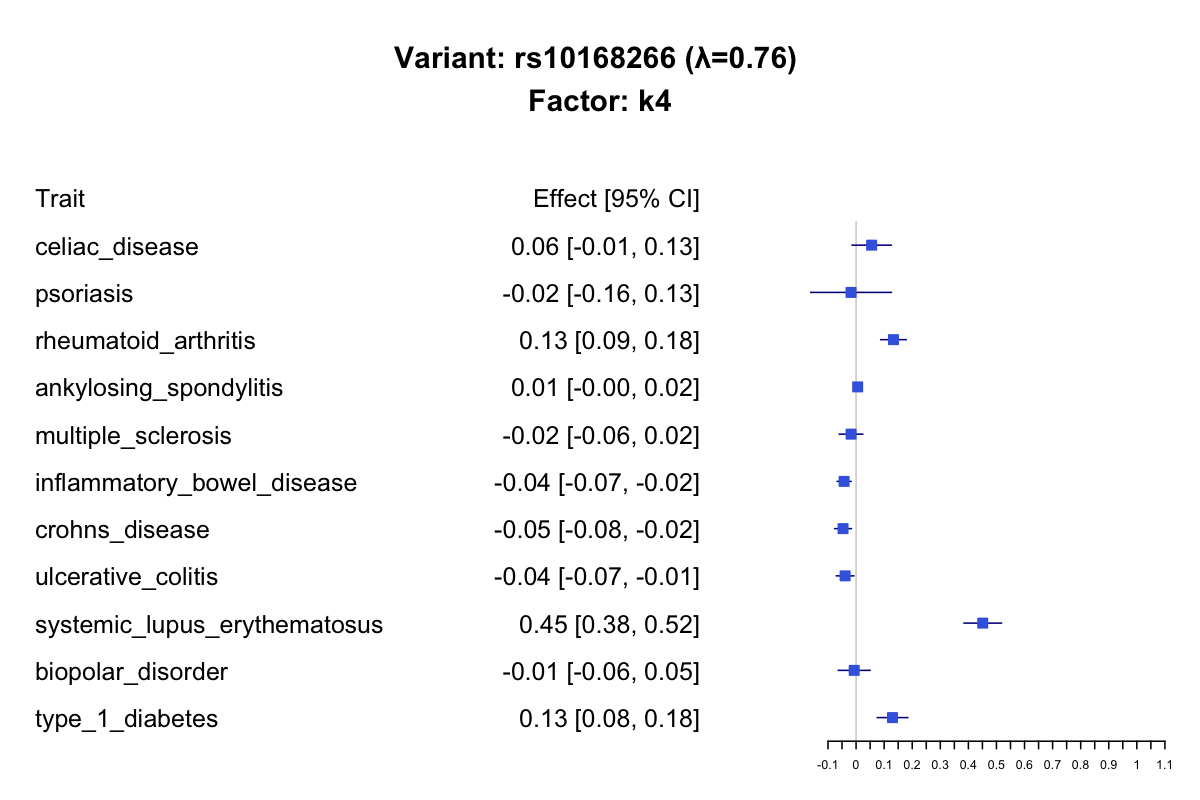 Variant: rs10168266 (λ=0.76)
Factor: k4
Trait Effect [95% CI]
celiac_disease 0.06 [-0.01, 0.13]
psoriasis -0.02 [-0.16, 0.13]
rheumatoid_arthritis 0.13 [0.09, 0.18]
ankylosing_spondylitis 0.01 [-0.00, 0.02]
multiple_sclerosis -0.02 [-0.06, 0.02]
inflammatory_bowel_disease -0.04 [-0.07, -0.02]
crohns_disease -0.05 [-0.08, -0.02]
ulcerative_colitis -0.04 [-0.07, -0.01]
systemic_lupus_erythematosus 0.45 [0.38, 0.52]
biopolar_disorder -0.01 [-0.06, 0.05]
type_1_diabetes 0.13 [0.08, 0.18]
-0.1 0 0.1 0.2 0.3 0.4 0.5 0.6 0.7 0.8 0.9 1 1.1